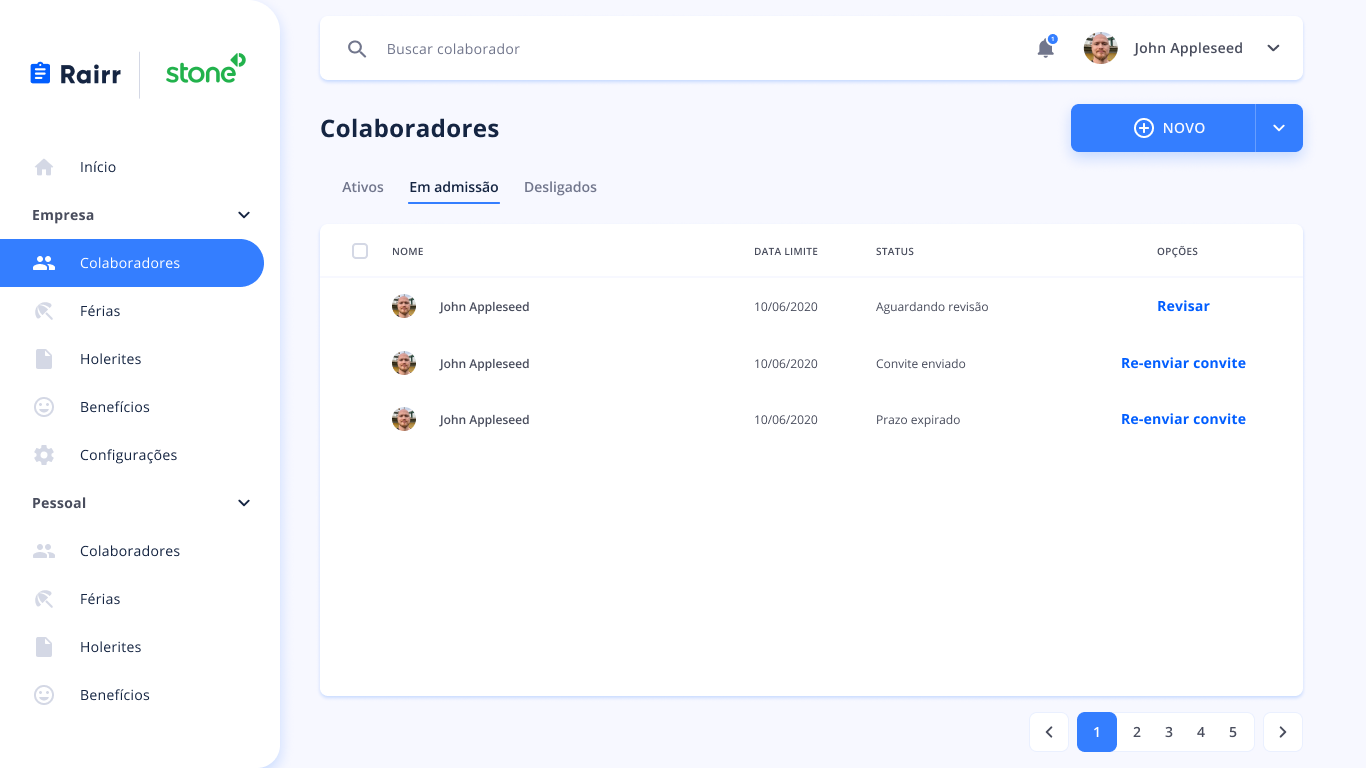 Rairr
stone
Buscar colaborador
1
John Appleseed
Colaboradores
NOVO
Ativos
Em admissão
Desligados
Início
Empresa
Colaboradores
Férias
Holerites
Benefícios
Configurações
Pessoal
Colaboradores
Férias
Holerites
Benefícios
NOME DATA LIMITE STATUS OPÇÕES
John Appleseed 10/06/2020 Aguardando revisão Revisar
John Appleseed 10/06/2020 Convite enviado Re-enviar convite
John Appleseed 10/06/2020 Prazo expirado Re-enviar convite
1 2 3 4 5